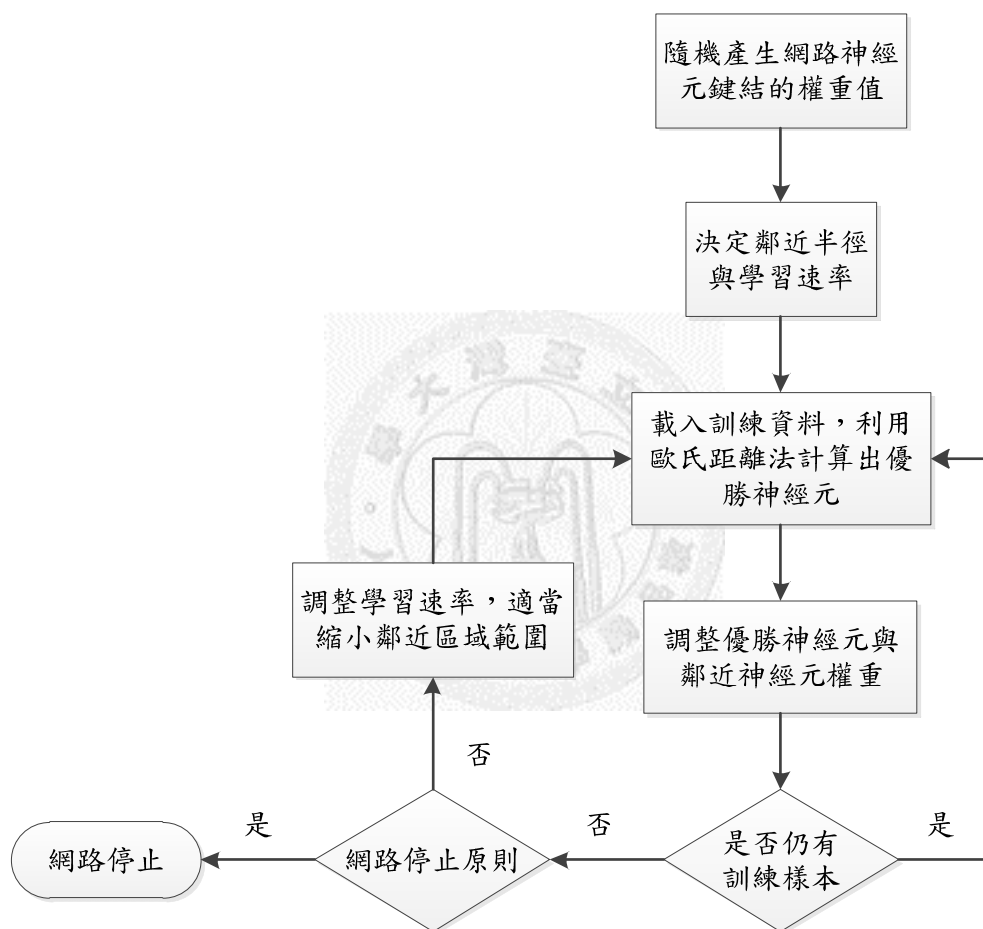 隨機產生網路神經
元鍵結的權重值
決定鄰近半徑
與學習速率
載入訓練資料，利用
歐氏距離法計算出優
勝神經元
調整學習速率，適當
縮小鄰近區域範圍
調整優勝神經元與
鄰近神經元權重
否
是
網路停止
網路停止原則
否
是否仍有
訓練樣本
是